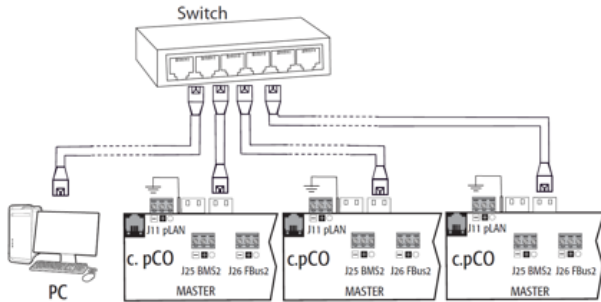 Switch
J11 pLAN
c. pCO
J25 BMS2 J26 FBus2
MASTER
J11 pLAN
c.pCO
J25 BMS2 J26 FBus2
MASTER
J11 pLAN
c.pCO
J25 BMS2 J26 FBus2
MASTER
PC